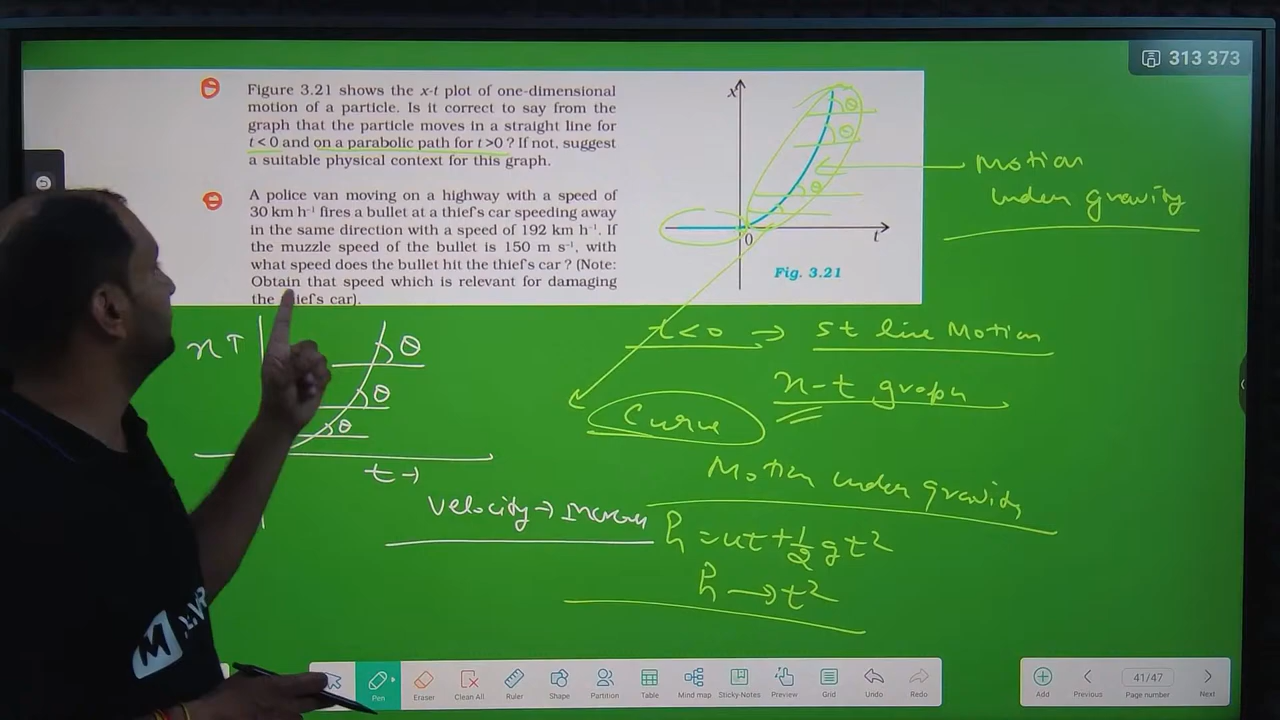 313 373
Figure 3.21 shows the x-t plot of one-dimensional
motion of a particle. Is it correct to say from the
graph that the particle moves in a straight line for
t < 0 and on a parabolic path for t >0 ? If not, suggest
a suitable physical context for this graph.
A police van moving on a highway with a speed of
30 km h⁻¹ fires a bullet at a thief's car speeding away
in the same direction with a speed of 192 km h⁻¹. If
the muzzle speed of the bullet is 150 m s⁻¹, with
what speed does the bullet hit the thief's car ? (Note:
Obtain that speed which is relevant for damaging
the thief's car).
x
θ
θ
θ
0
t
Fig. 3.21
Motion
under gravity
x↑
θ
θ
θ
t→
t<0 ⇒ St line Motion
x-t graph
Curve
Motion under gravity
Velocity →
h = ut + 1/2 gt²
h → t²
M
Pen
Eraser
Clean All
Ruler
Shape
Partition
Table
Mind map
Sticky-Notes
Preview
Grid
Undo
Redo
Add
Previous
41/47
Page number
Next